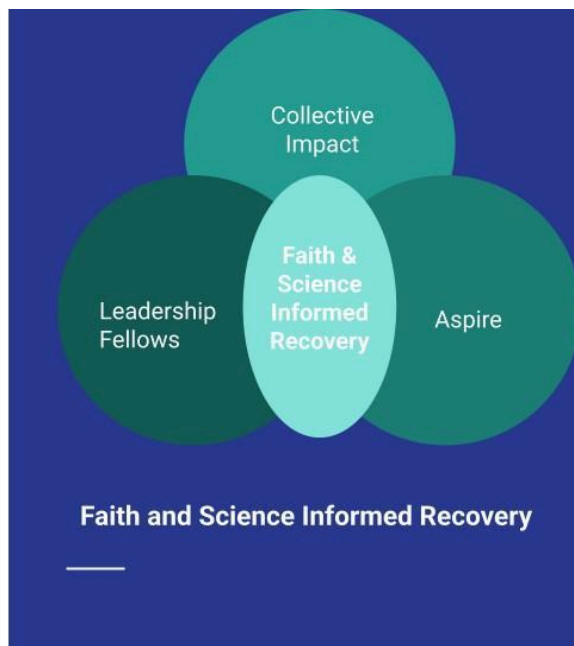 Collective
Impact
Faith &
Science
Informed
Recovery
Leadership
Fellows
Aspire
Faith and Science Informed Recovery